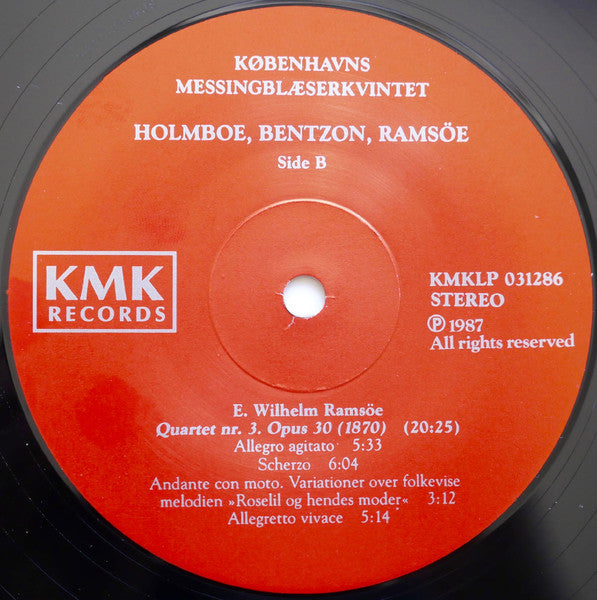 KØBENHAVNS
MESSINGBLÆSERKVINTET
HOLMBOE, BENTZON, RAMSÖE
Side B
KMK
RECORDS
KMKLP 031286
STEREO
Ⓟ 1987
All rights reserved
E. Wilhelm Ramsöe
Quartet nr. 3. Opus 30 (1870) (20:25)
Allegro agitato 5:33
Scherzo 6:04
Andante con moto. Variationer over folkevise
melodien »Roselil og hendes moder« 3:12
Allegretto vivace 5:14